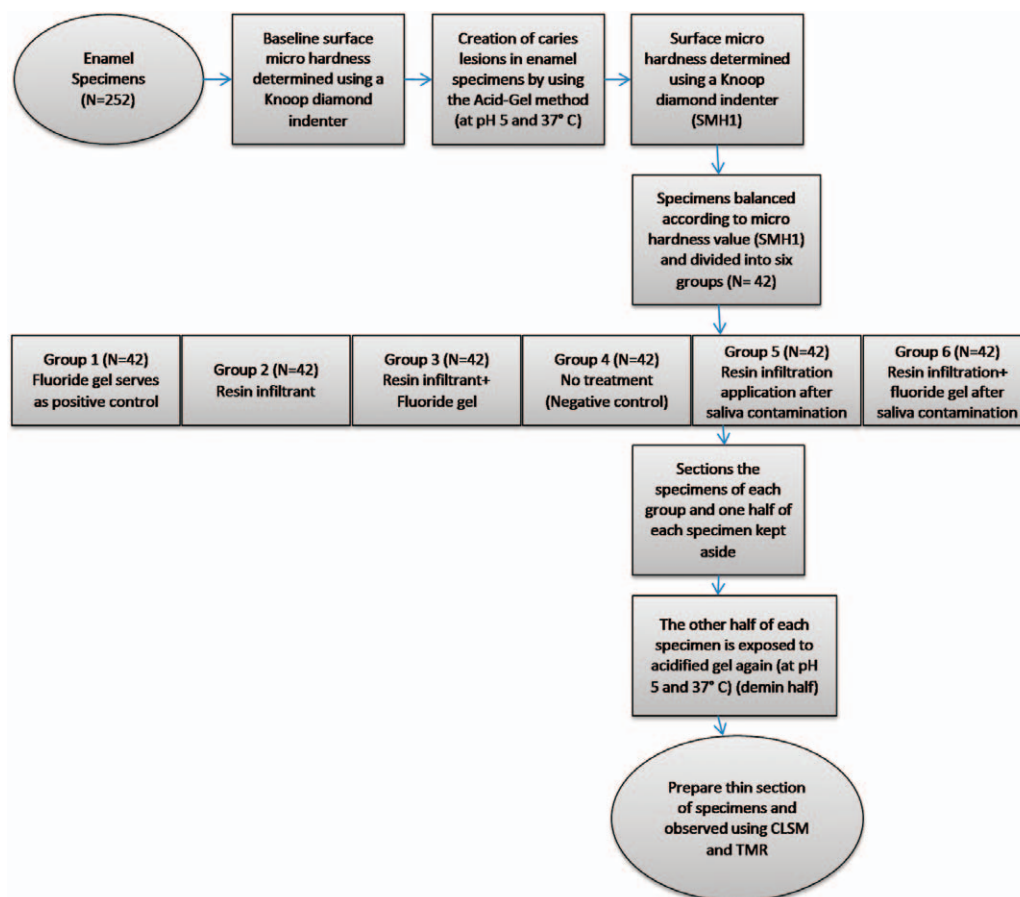 Enamel
Specimens
(N=252)
Baseline surface
micro hardness
determined using a
Knoop diamond
indenter
Creation of caries
lesions in enamel
specimens by using
the Acid-Gel method
(at pH 5 and 37° C)
Surface micro
hardness determined
using a Knoop
diamond indenter
(SMH1)
Specimens balanced
according to micro
hardness value (SMH1)
and divided into six
groups (N= 42)
Group 1 (N=42)
Fluoride gel serves
as positive control
Group 2 (N=42)
Resin infiltrant
Group 3 (N=42)
Resin infiltrant+
Fluoride gel
Group 4 (N=42)
No treatment
(Negative control)
Group 5 (N=42)
Resin infiltration
application after
saliva contamination
Group 6 (N=42)
Resin infiltration+
fluoride gel after
saliva contamination
Sections the
specimens of each
group and one half of
each specimen kept
aside
The other half of each
specimen is exposed to
acidified gel again (at pH
5 and 37° C) (demin half)
Prepare thin section
of specimens and
observed using CLSM
and TMR